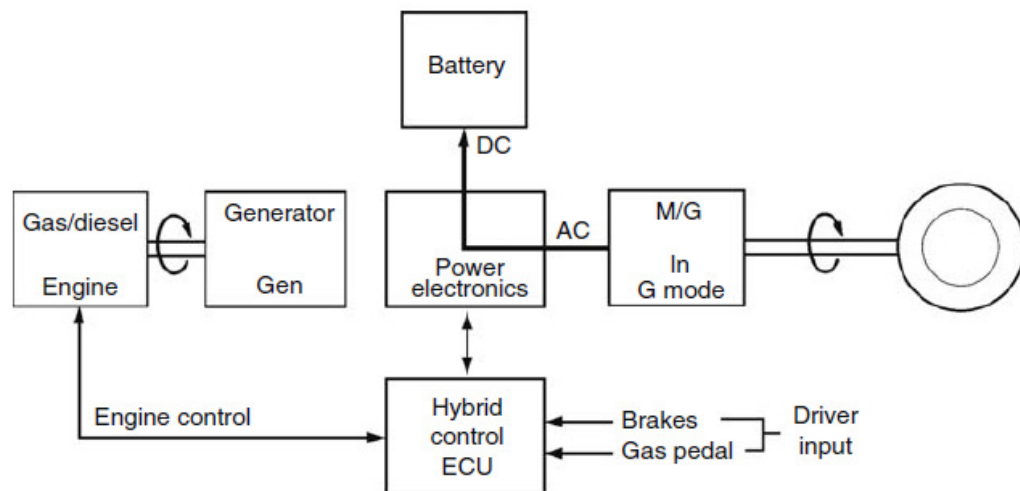 Battery
DC
Gas/diesel
Engine
Generator
Gen
Power
electronics
AC
M/G
In
G mode
Engine control
Hybrid
control
ECU
Brakes
Gas pedal
Driver
input